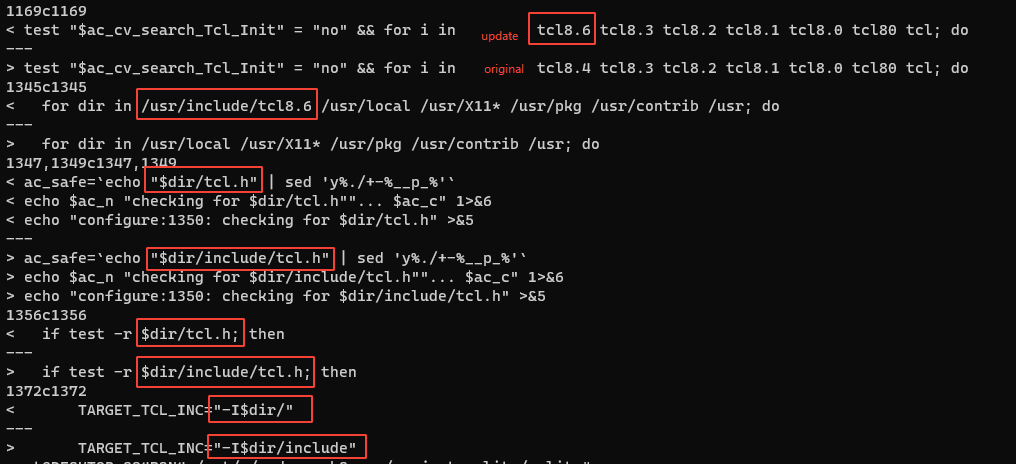 1169c1169
< test "$ac_cv_search_Tcl_Init" = "no" && for i in update tcl8.6 tcl8.3 tcl8.2 tcl8.1 tcl8.0 tcl80 tcl; do
---
> test "$ac_cv_search_Tcl_Init" = "no" && for i in original tcl8.4 tcl8.3 tcl8.2 tcl8.1 tcl8.0 tcl80 tcl; do
1345c1345
<   for dir in /usr/include/tcl8.6 /usr/local /usr/X11* /usr/pkg /usr/contrib /usr; do
---
>   for dir in /usr/local /usr/X11* /usr/pkg /usr/contrib /usr; do
1347,1349c1347,1349
< ac_safe=`echo "$dir/tcl.h" | sed 'y%./+-%__p_%'`
< echo $ac_n "checking for $dir/tcl.h""... $ac_c" 1>&6
< echo "configure:1350: checking for $dir/tcl.h" >&5
---
> ac_safe=`echo "$dir/include/tcl.h" | sed 'y%./+-%__p_%'`
> echo $ac_n "checking for $dir/include/tcl.h""... $ac_c" 1>&6
> echo "configure:1350: checking for $dir/include/tcl.h" >&5
1356c1356
<   if test -r $dir/tcl.h; then
---
>   if test -r $dir/include/tcl.h; then
1372c1372
<       TARGET_TCL_INC="-I$dir/"
---
>       TARGET_TCL_INC="-I$dir/include"